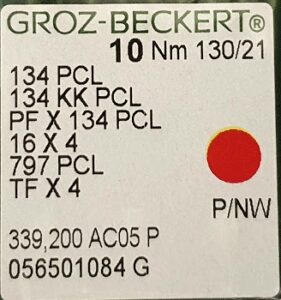 GROZ-BECKERT®
10 Nm 130/21
134 PCL
134 KK PCL
PF X 134 PCL
16 X 4
797 PCL
TF X 4
P/NW
339,200 AC05 P
056501084 G